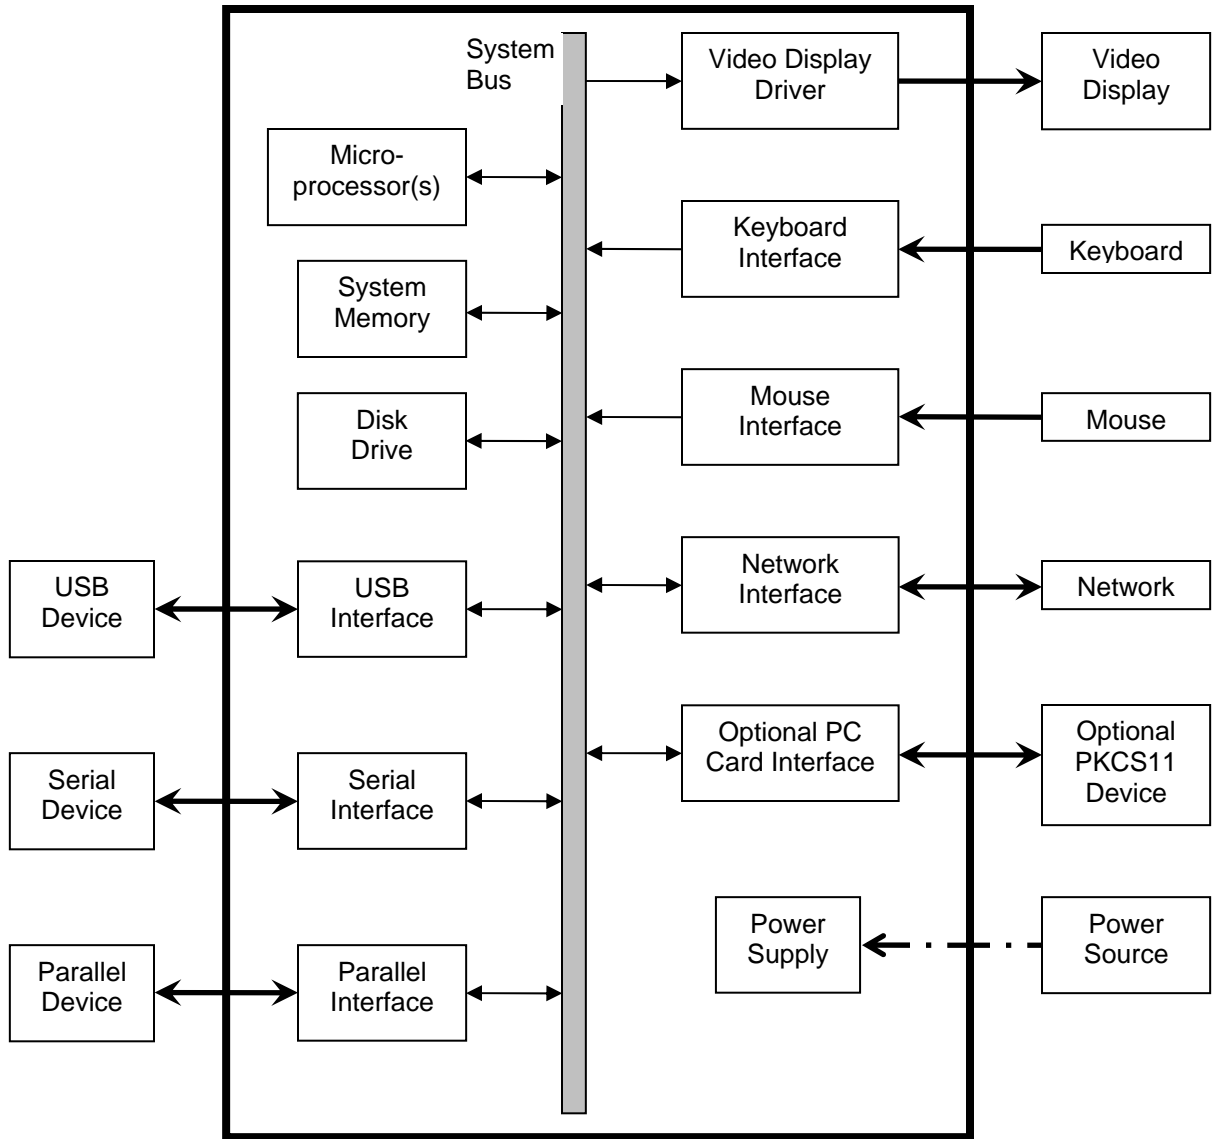 System
Bus
Video Display
Driver
Video
Display
Micro-
processor(s)
Keyboard
Interface
Keyboard
System
Memory
Mouse
Interface
Mouse
Disk
Drive
USB
Device
USB
Interface
Network
Interface
Network
Serial
Device
Serial
Interface
Optional PC
Card Interface
Optional
PKCS11
Device
Power
Supply
Power
Source
Parallel
Device
Parallel
Interface